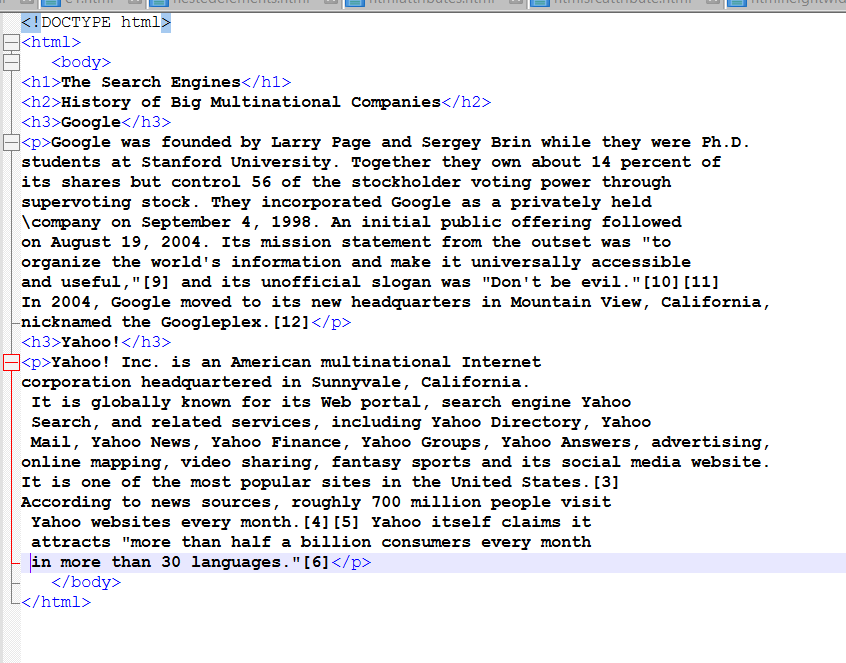 nestedelements.html
htmlattributes.html
htmlsrcattribute.html
<!DOCTYPE html>
<html>
<body>
<h1>The Search Engines</h1>
<h2>History of Big Multinational Companies</h2>
<h3>Google</h3>
<p>Google was founded by Larry Page and Sergey Brin while they were Ph.D.
students at Stanford University. Together they own about 14 percent of
its shares but control 56 of the stockholder voting power through
supervoting stock. They incorporated Google as a privately held
\company on September 4, 1998. An initial public offering followed
on August 19, 2004. Its mission statement from the outset was "to
organize the world's information and make it universally accessible
and useful,"[9] and its unofficial slogan was "Don't be evil."[10][11]
In 2004, Google moved to its new headquarters in Mountain View, California,
nicknamed the Googleplex.[12]</p>
<h3>Yahoo!</h3>
<p>Yahoo! Inc. is an American multinational Internet
corporation headquartered in Sunnyvale, California.
It is globally known for its Web portal, search engine Yahoo
Search, and related services, including Yahoo Directory, Yahoo
Mail, Yahoo News, Yahoo Finance, Yahoo Groups, Yahoo Answers, advertising,
online mapping, video sharing, fantasy sports and its social media website.
It is one of the most popular sites in the United States.[3]
According to news sources, roughly 700 million people visit
Yahoo websites every month.[4][5] Yahoo itself claims it
attracts "more than half a billion consumers every month
in more than 30 languages."[6]</p>
</body>
</html>